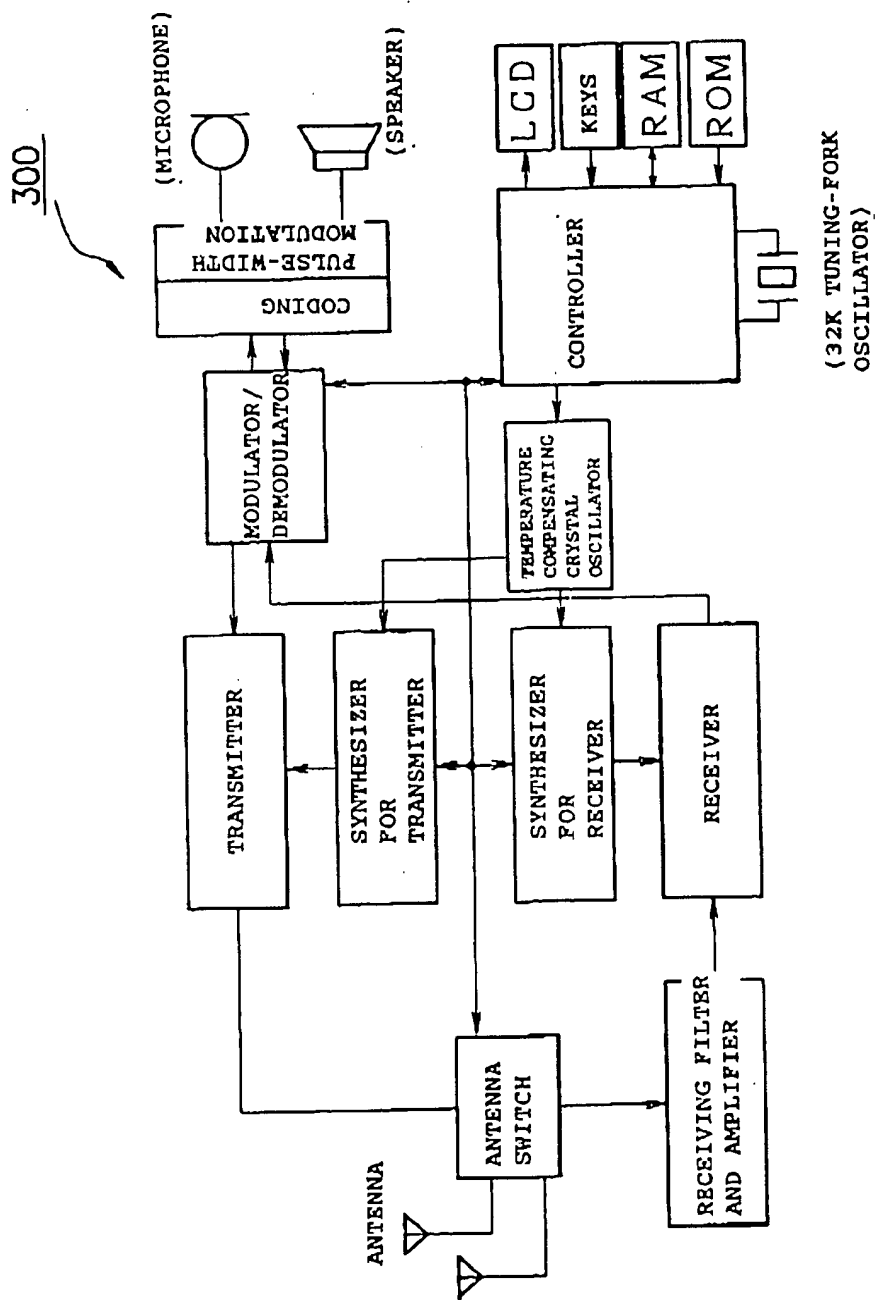 300
(MICROPHONE)
(SPEAKER)
PULSE-WIDTH
MODULATION
CODING
MODULATOR/
DEMODULATOR
TRANSMITTER
SYNTHESIZER
FOR
TRANSMITTER
TEMPERATURE
COMPENSATING
CRYSTAL
OSCILLATOR
SYNTHESIZER
FOR
RECEIVER
RECEIVER
CONTROLLER
LCD
KEYS
RAM
ROM
(32K TUNING-FORK
OSCILLATOR)
ANTENNA
ANTENNA
SWITCH
RECEIVING FILTER
AND AMPLIFIER